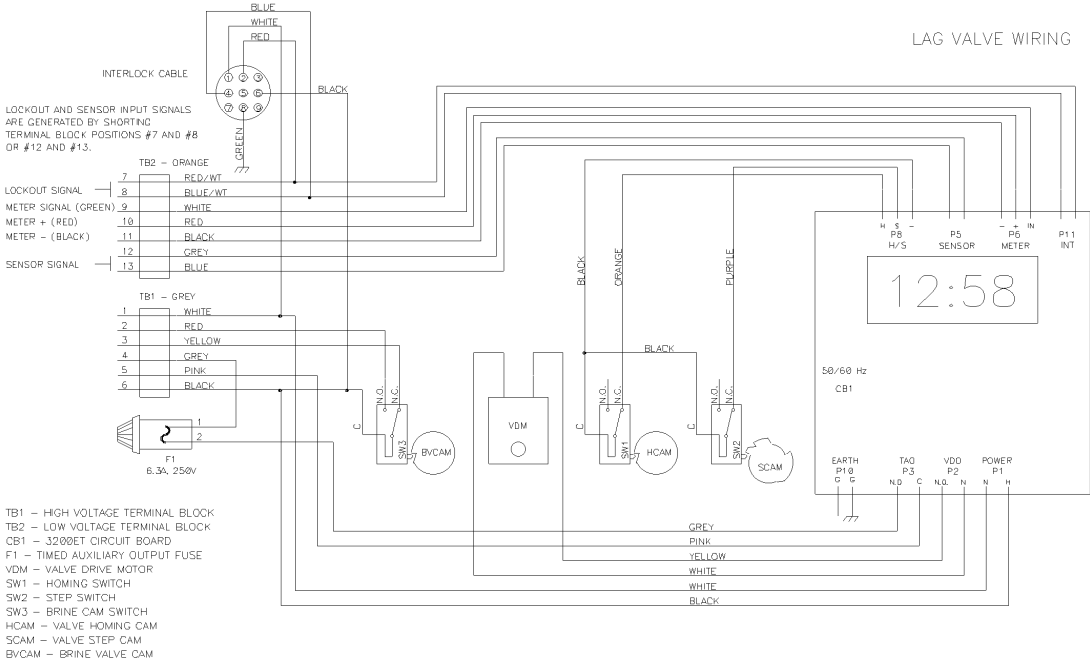 BLUE
WHITE
RED
LAG VALVE WIRING
INTERLOCK CABLE
1 2 3
4 5 6
7 8 9
BLACK
GREEN
LOCKOUT AND SENSOR INPUT SIGNALS
ARE GENERATED BY SHORTING
TERMINAL BLOCK POSITIONS #7 AND #8
OR #12 AND #13.
TB2 - ORANGE
7 RED/WT
LOCKOUT SIGNAL 8 BLUE/WT
METER SIGNAL (GREEN) 9 WHITE
METER + (RED) 10 RED
METER - (BLACK) 11 BLACK
12 GREY
SENSOR SIGNAL 13 BLUE
TB1 - GREY
1 WHITE
2 RED
3 YELLOW
4 GREY
5 PINK
6 BLACK
1
2
F1
6.3A, 250V
N.O. N.C.
C
SW3
BVCAM
VDM
BLACK
ORANGE
PURPLE
BLACK
N.O. N.C.
C
SW1
HCAM
N.O. N.C.
C
SW2
SCAM
H S - - + IN
P8 P5 P6 P11
H/S SENSOR METER INT
12:58
50/60 Hz
CB1
EARTH TAO VDO POWER
P10 P3 P2 P1
G G N.O C N.O. N N H
GREY
PINK
YELLOW
WHITE
WHITE
BLACK
TB1 - HIGH VOLTAGE TERMINAL BLOCK
TB2 - LOW VOLTAGE TERMINAL BLOCK
CB1 - 3200ET CIRCUIT BOARD
F1 - TIMED AUXILIARY OUTPUT FUSE
VDM - VALVE DRIVE MOTOR
SW1 - HOMING SWITCH
SW2 - STEP SWITCH
SW3 - BRINE CAM SWITCH
HCAM - VALVE HOMING CAM
SCAM - VALVE STEP CAM
BVCAM - BRINE VALVE CAM